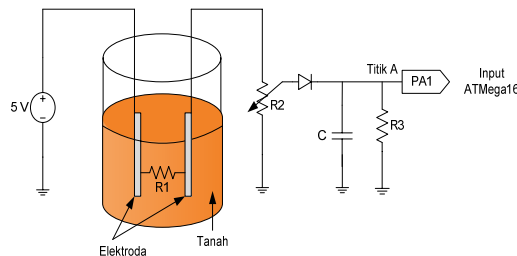 5 V
+
−
R1
Elektroda
Tanah
R2
Titik A
PA1
Input
ATMega16
C
R3